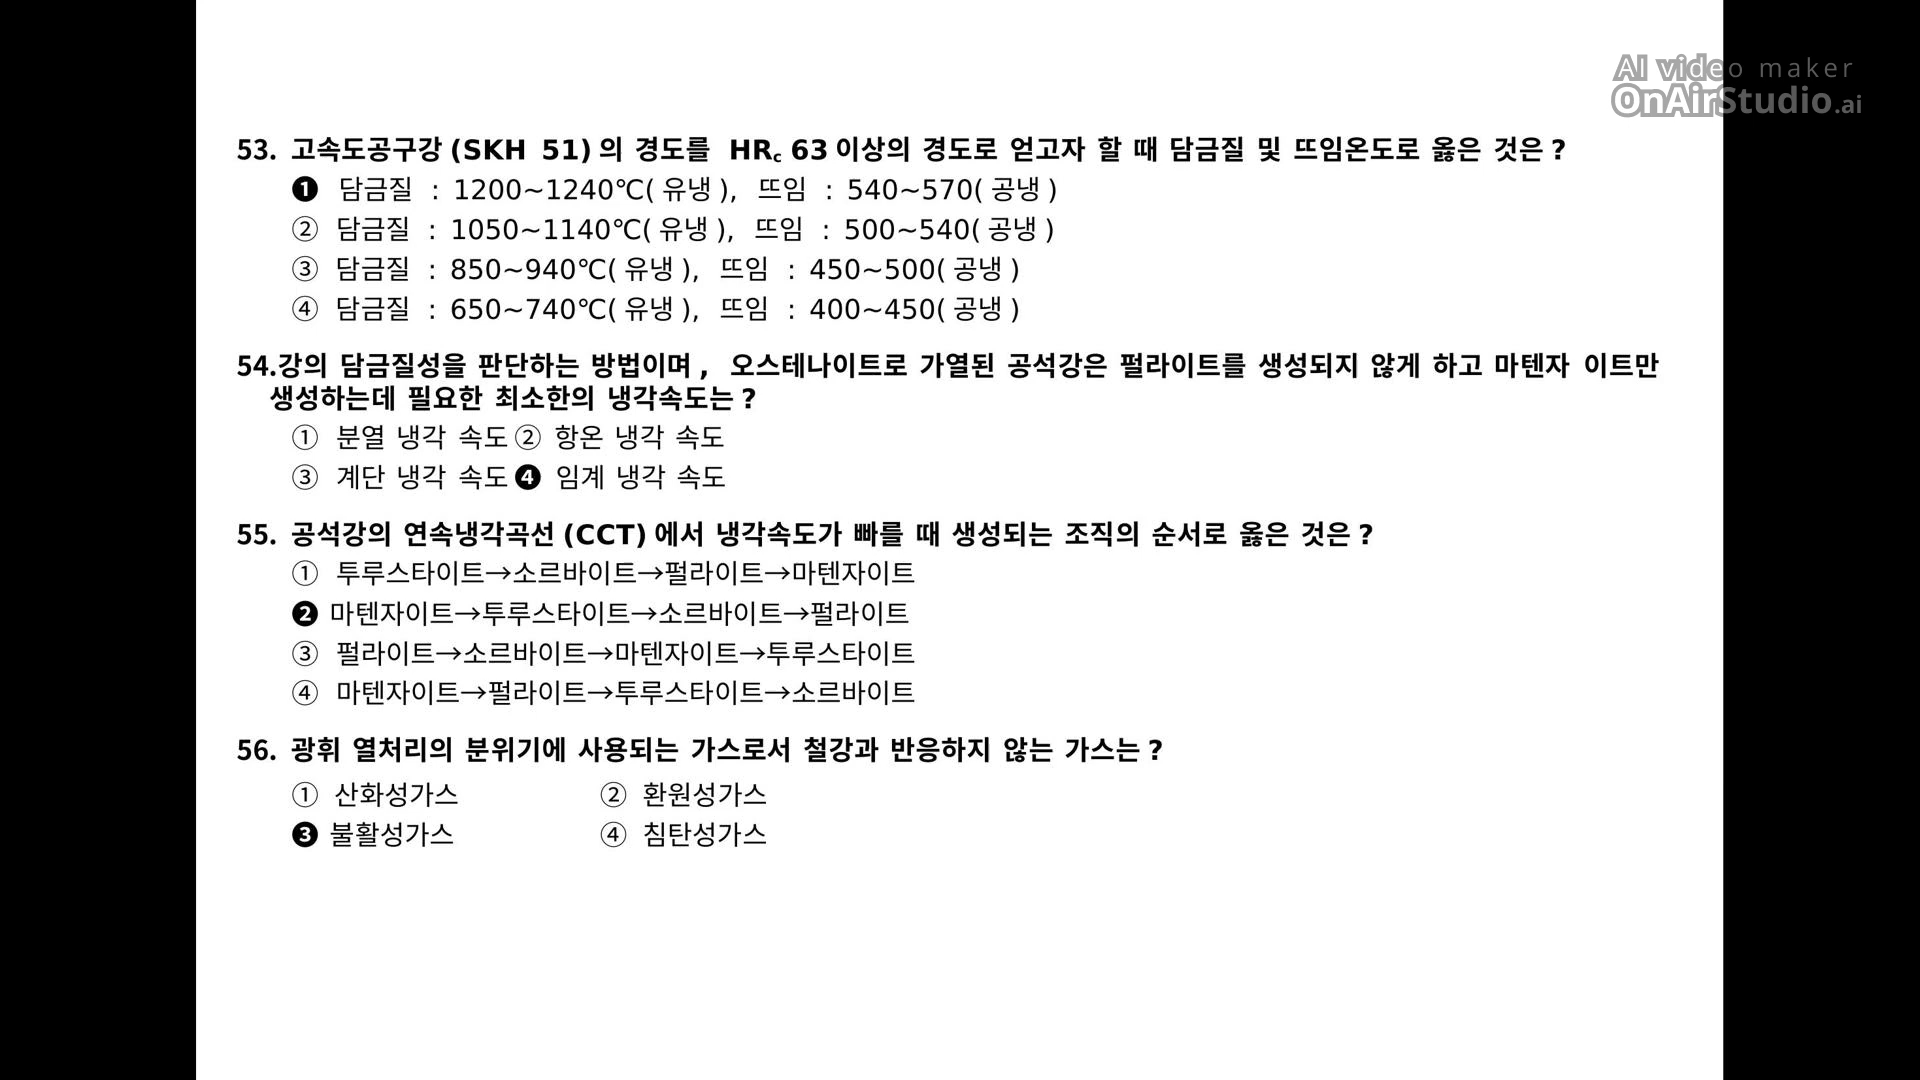 AI video maker
OnAirStudio.ai
53. 고속도공구강(SKH 51)의 경도를 HRc 63이상의 경도로 얻고자 할 때 담금질 및 뜨임온도로 옳은 것은?
❶ 담금질 : 1200~1240℃(유냉), 뜨임 : 540~570(공냉)
② 담금질 : 1050~1140℃(유냉), 뜨임 : 500~540(공냉)
③ 담금질 : 850~940℃(유냉), 뜨임 : 450~500(공냉)
④ 담금질 : 650~740℃(유냉), 뜨임 : 400~450(공냉)
54.강의 담금질성을 판단하는 방법이며, 오스테나이트로 가열된 공석강은 펄라이트를 생성되지 않게 하고 마텐자 이트만
생성하는데 필요한 최소한의 냉각속도는?
① 분열 냉각 속도 ② 항온 냉각 속도
③ 계단 냉각 속도 ❹ 임계 냉각 속도
55. 공석강의 연속냉각곡선(CCT)에서 냉각속도가 빠를 때 생성되는 조직의 순서로 옳은 것은?
① 투루스타이트→소르바이트→펄라이트→마텐자이트
❷ 마텐자이트→투루스타이트→소르바이트→펄라이트
③ 펄라이트→소르바이트→마텐자이트→투루스타이트
④ 마텐자이트→펄라이트→투루스타이트→소르바이트
56. 광휘 열처리의 분위기에 사용되는 가스로서 철강과 반응하지 않는 가스는?
① 산화성가스 ② 환원성가스
❸ 불활성가스 ④ 침탄성가스